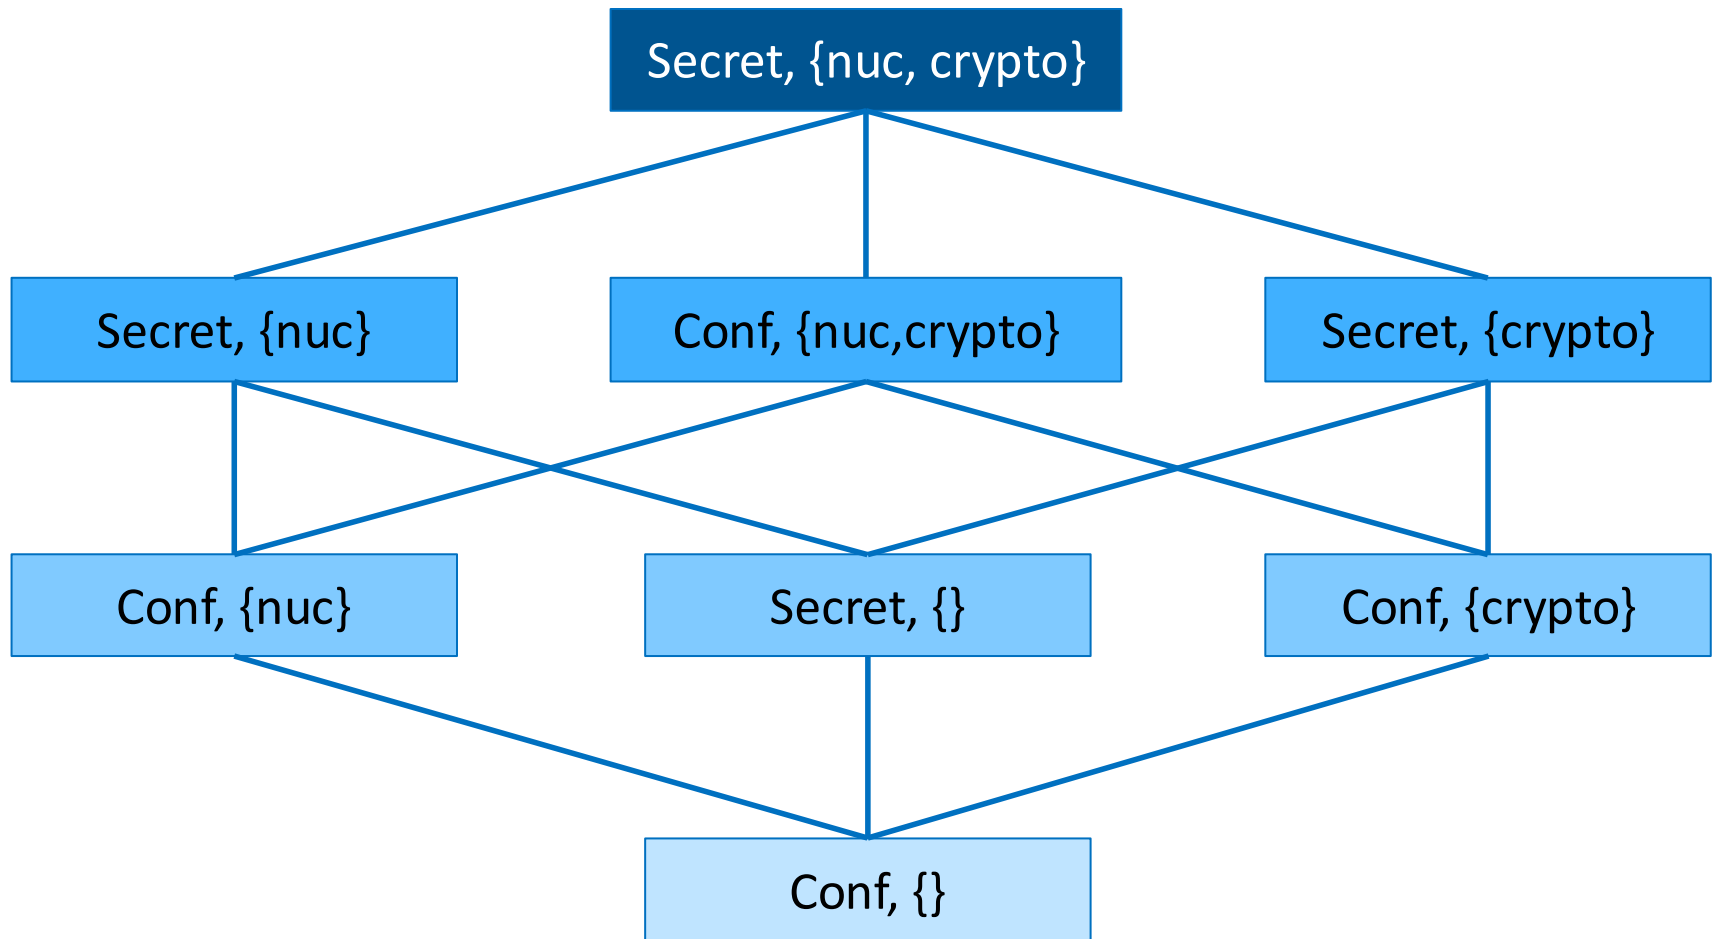 Secret, {nuc, crypto}
Secret, {nuc}
Conf, {nuc,crypto}
Secret, {crypto}
Conf, {nuc}
Secret, {}
Conf, {crypto}
Conf, {}